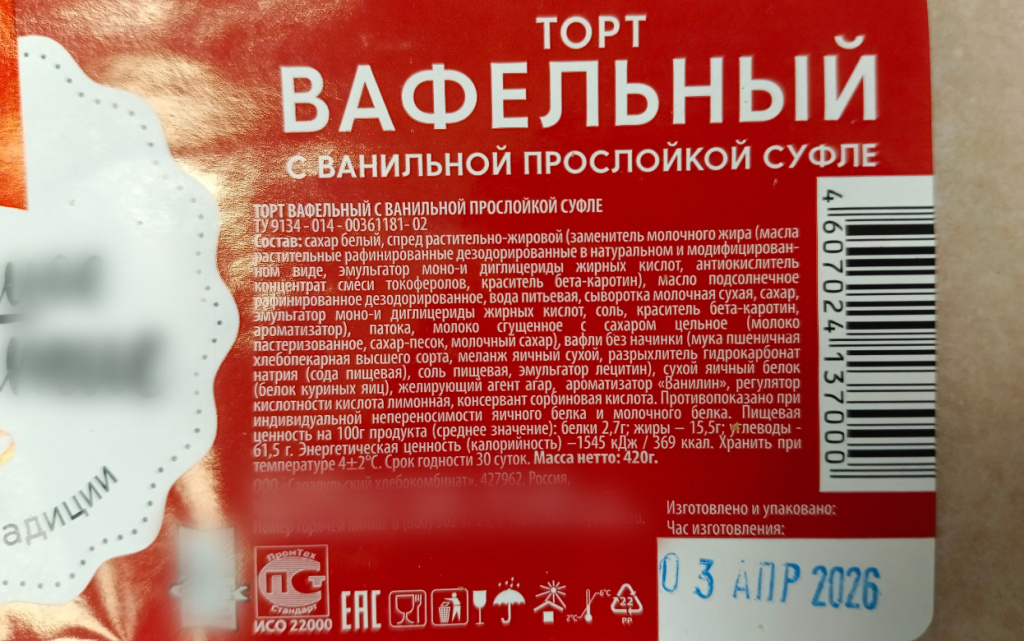 ТОРТ
ВАФЕЛЬНЫЙ
С ВАНИЛЬНОЙ ПРОСЛОЙКОЙ СУФЛЕ
ТОРТ ВАФЕЛЬНЫЙ С ВАНИЛЬНОЙ ПРОСЛОЙКОЙ СУФЛЕ
ТУ 9134 - 014 - 00361181- 02
Состав: сахар белый, спред растительно-жировой (заменитель молочного жира (масла
растительные рафинированные дезодорированные в натуральном и модифицирован-
ном виде, эмульгатор моно-и диглицериды жирных кислот, антиокислитель
концентрат смеси токоферолов, краситель бета-каротин), масло подсолнечное
рафинированное дезодорированное, вода питьевая, сыворотка молочная сухая, сахар,
эмульгатор моно-и диглицериды жирных кислот, соль, краситель бета-каротин,
ароматизатор), патока, молоко сгущенное с сахаром цельное (молоко
пастеризованное, сахар-песок, молочный сахар), вафли без начинки (мука пшеничная
хлебопекарная высшего сорта, меланж яичный сухой, разрыхлитель гидрокарбонат
натрия (сода пищевая), соль пищевая, эмульгатор лецитин), сухой яичный белок
(белок куриных яиц), желирующий агент агар, ароматизатор «Ванилин», регулятор
кислотности кислота лимонная, консервант сорбиновая кислота. Противопоказано при
индивидуальной непереносимости яичного белка и молочного белка. Пищевая
ценность на 100г продукта (среднее значение): белки 2,7г; жиры – 15,5г; углеводы -
61,5 г. Энергетическая ценность (калорийность) –1545 кДж / 369 ккал. Хранить при
температуре 4±2°С. Срок годности 30 суток. Масса нетто: 420г.
ООО «Сарапульский хлебокомбинат», 427962, Россия,
4 607024 137000
адиции
Изготовлено и упаковано:
Час изготовления:
03 АПР 2026
ПромТех
Стандарт
ИСО 22000
ЕАС
2°С
6°С
22
PP